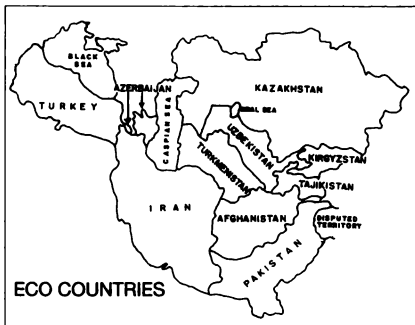 BLACK
SEA
AZERBAIJAN
KAZAKHSTAN
TURKEY
CASPIAN SEA
ARAL SEA
UZBEKISTAN
KIRGYZSTAN
TURKMENISTAN
TAJIKISTAN
IRAN
AFGHANISTAN
DISPUTED
TERRITORY
PAKISTAN
ECO COUNTRIES